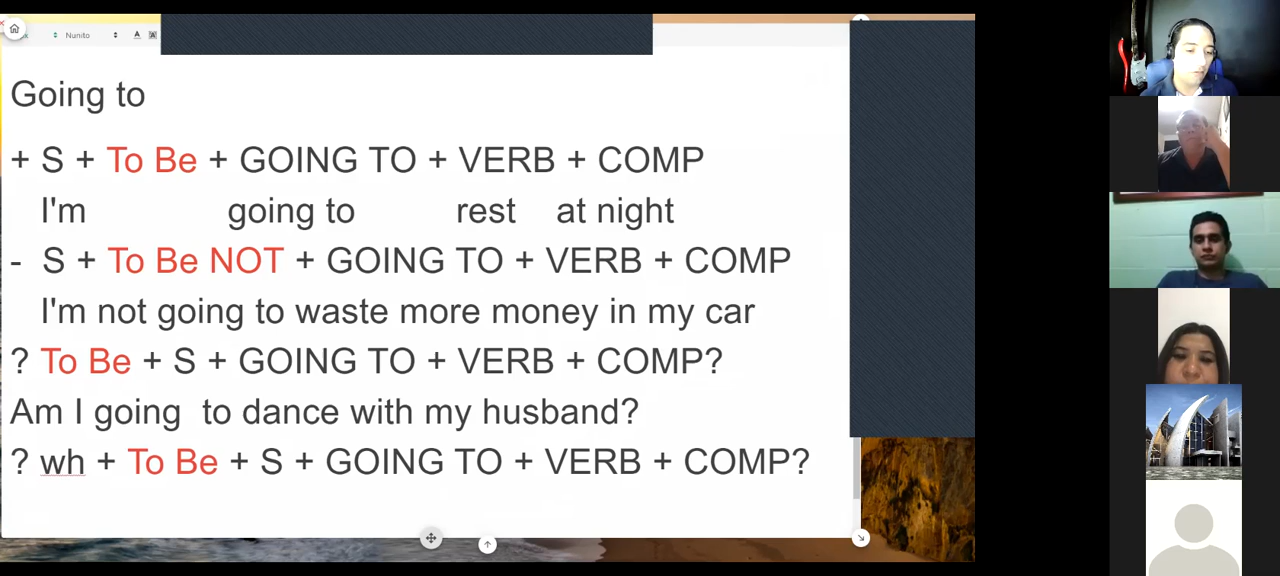 Nunito
A
A
Going to
+ S + To Be + GOING TO + VERB + COMP
I'm going to rest at night
- S + To Be NOT + GOING TO + VERB + COMP
I'm not going to waste more money in my car
? To Be + S + GOING TO + VERB + COMP?
Am I going to dance with my husband?
? wh + To Be + S + GOING TO + VERB + COMP?